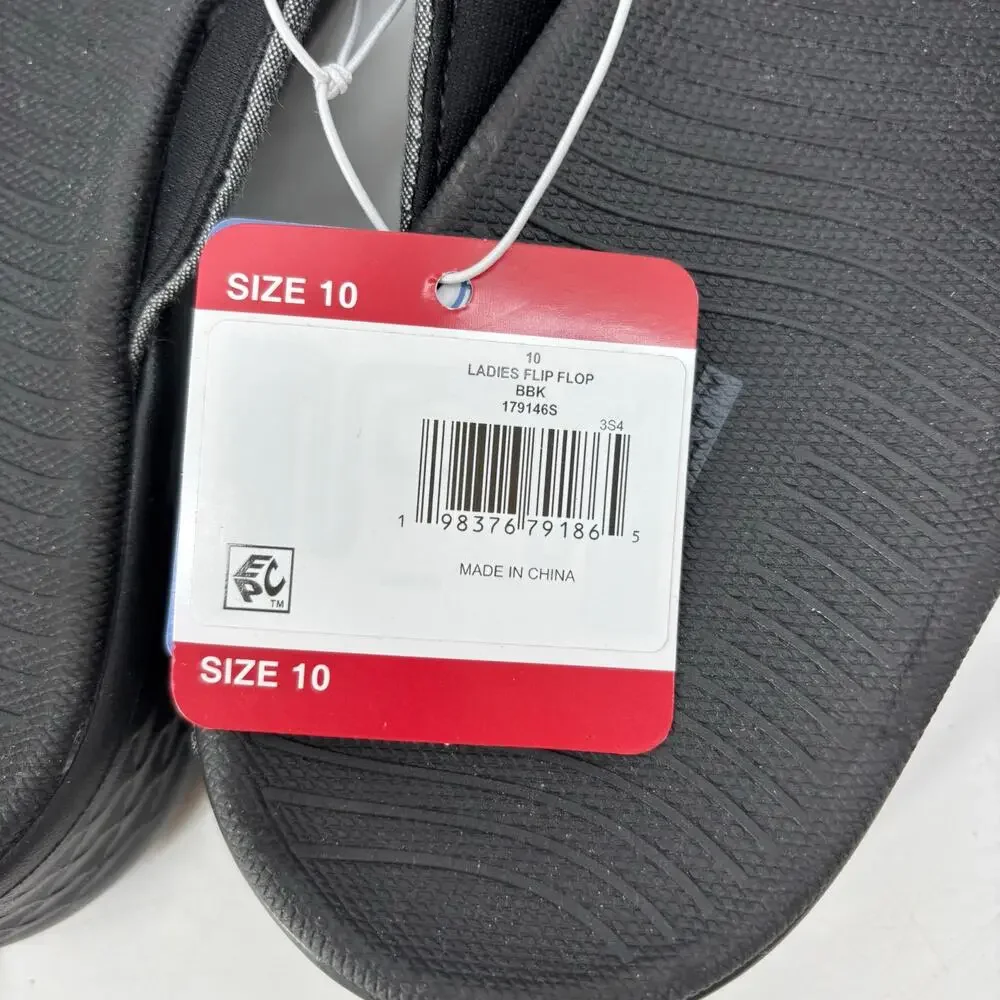 SIZE 10
10
LADIES FLIP FLOP
BBK
179146S
3S4
1 98376 79186 5
MADE IN CHINA
EPC
TM
SIZE 10